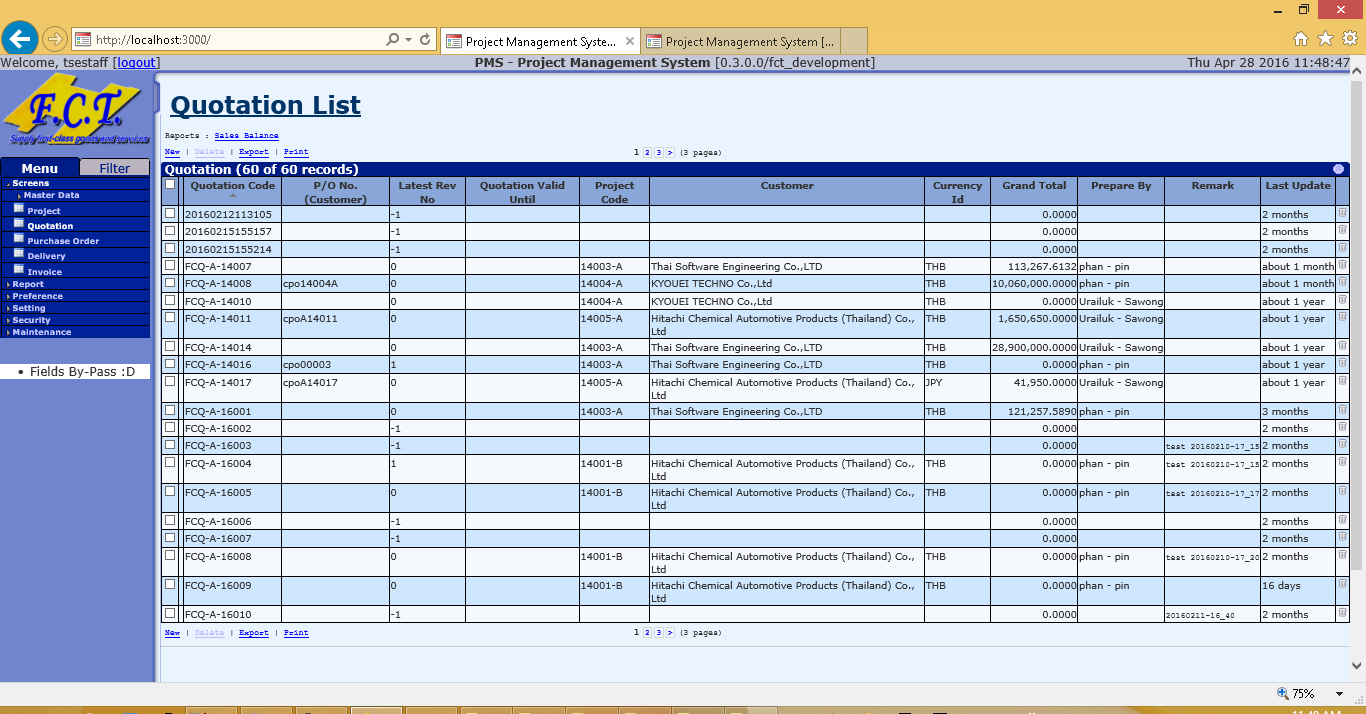 http://localhost:3000/
Project Management Syste...
Project Management System [...
Welcome, tsestaff [logout]
PMS - Project Management System [0.3.0.0/fct_development]
Thu Apr 28 2016 11:48:47
F.C.T.
Supply first-class goods and services
Menu
Filter
Screens
Master Data
Project
Quotation
Purchase Order
Delivery
Invoice
Report
Preference
Setting
Security
Maintenance
• Fields By-Pass :D
Quotation List
Reports : Sales Balance
New | Delete | Export | Print
1 2 3 > (3 pages)
Quotation (60 of 60 records)
Quotation Code P/O No. (Customer) Latest Rev No Quotation Valid Until Project Code Customer Currency Id Grand Total Prepare By Remark Last Update
20160212113105 -1 0.0000 2 months
20160215155157 -1 0.0000 2 months
20160215155214 -1 0.0000 2 months
FCQ-A-14007 0 14003-A Thai Software Engineering Co.,LTD THB 113,267.6132 phan - pin about 1 month
FCQ-A-14008 cpo14004A 0 14004-A KYOUEI TECHNO Co.,Ltd THB 10,060,000.0000 phan - pin about 1 month
FCQ-A-14010 0 14004-A KYOUEI TECHNO Co.,Ltd THB 0.0000 Urailuk - Sawong about 1 year
FCQ-A-14011 cpoA14011 0 14005-A Hitachi Chemical Automotive Products (Thailand) Co., THB 1,650,650.0000 Urailuk - Sawong about 1 year
Ltd
FCQ-A-14014 0 14003-A Thai Software Engineering Co.,LTD THB 28,900,000.0000 Urailuk - Sawong about 1 year
FCQ-A-14016 cpo00003 1 14003-A Thai Software Engineering Co.,LTD THB 0.0000 phan - pin about 1 year
FCQ-A-14017 cpoA14017 0 14005-A Hitachi Chemical Automotive Products (Thailand) Co., JPY 41,950.0000 Urailuk - Sawong about 1 year
Ltd
FCQ-A-16001 0 14003-A Thai Software Engineering Co.,LTD THB 121,257.5890 phan - pin 3 months
FCQ-A-16002 -1 0.0000 2 months
FCQ-A-16003 -1 0.0000 test 20160210-17_15 2 months
FCQ-A-16004 1 14001-B Hitachi Chemical Automotive Products (Thailand) Co., THB 0.0000 phan - pin test 20160210-17_15 2 months
Ltd
FCQ-A-16005 0 14001-B Hitachi Chemical Automotive Products (Thailand) Co., THB 0.0000 phan - pin test 20160210-17_17 2 months
Ltd
FCQ-A-16006 -1 0.0000 2 months
FCQ-A-16007 -1 0.0000 2 months
FCQ-A-16008 0 14001-B Hitachi Chemical Automotive Products (Thailand) Co., THB 0.0000 phan - pin test 20160210-17_20 2 months
Ltd
FCQ-A-16009 0 14001-B Hitachi Chemical Automotive Products (Thailand) Co., THB 0.0000 phan - pin 16 days
Ltd
FCQ-A-16010 -1 0.0000 20160211-16_40 2 months
New | Delete | Export | Print
1 2 3 > (3 pages)
75%